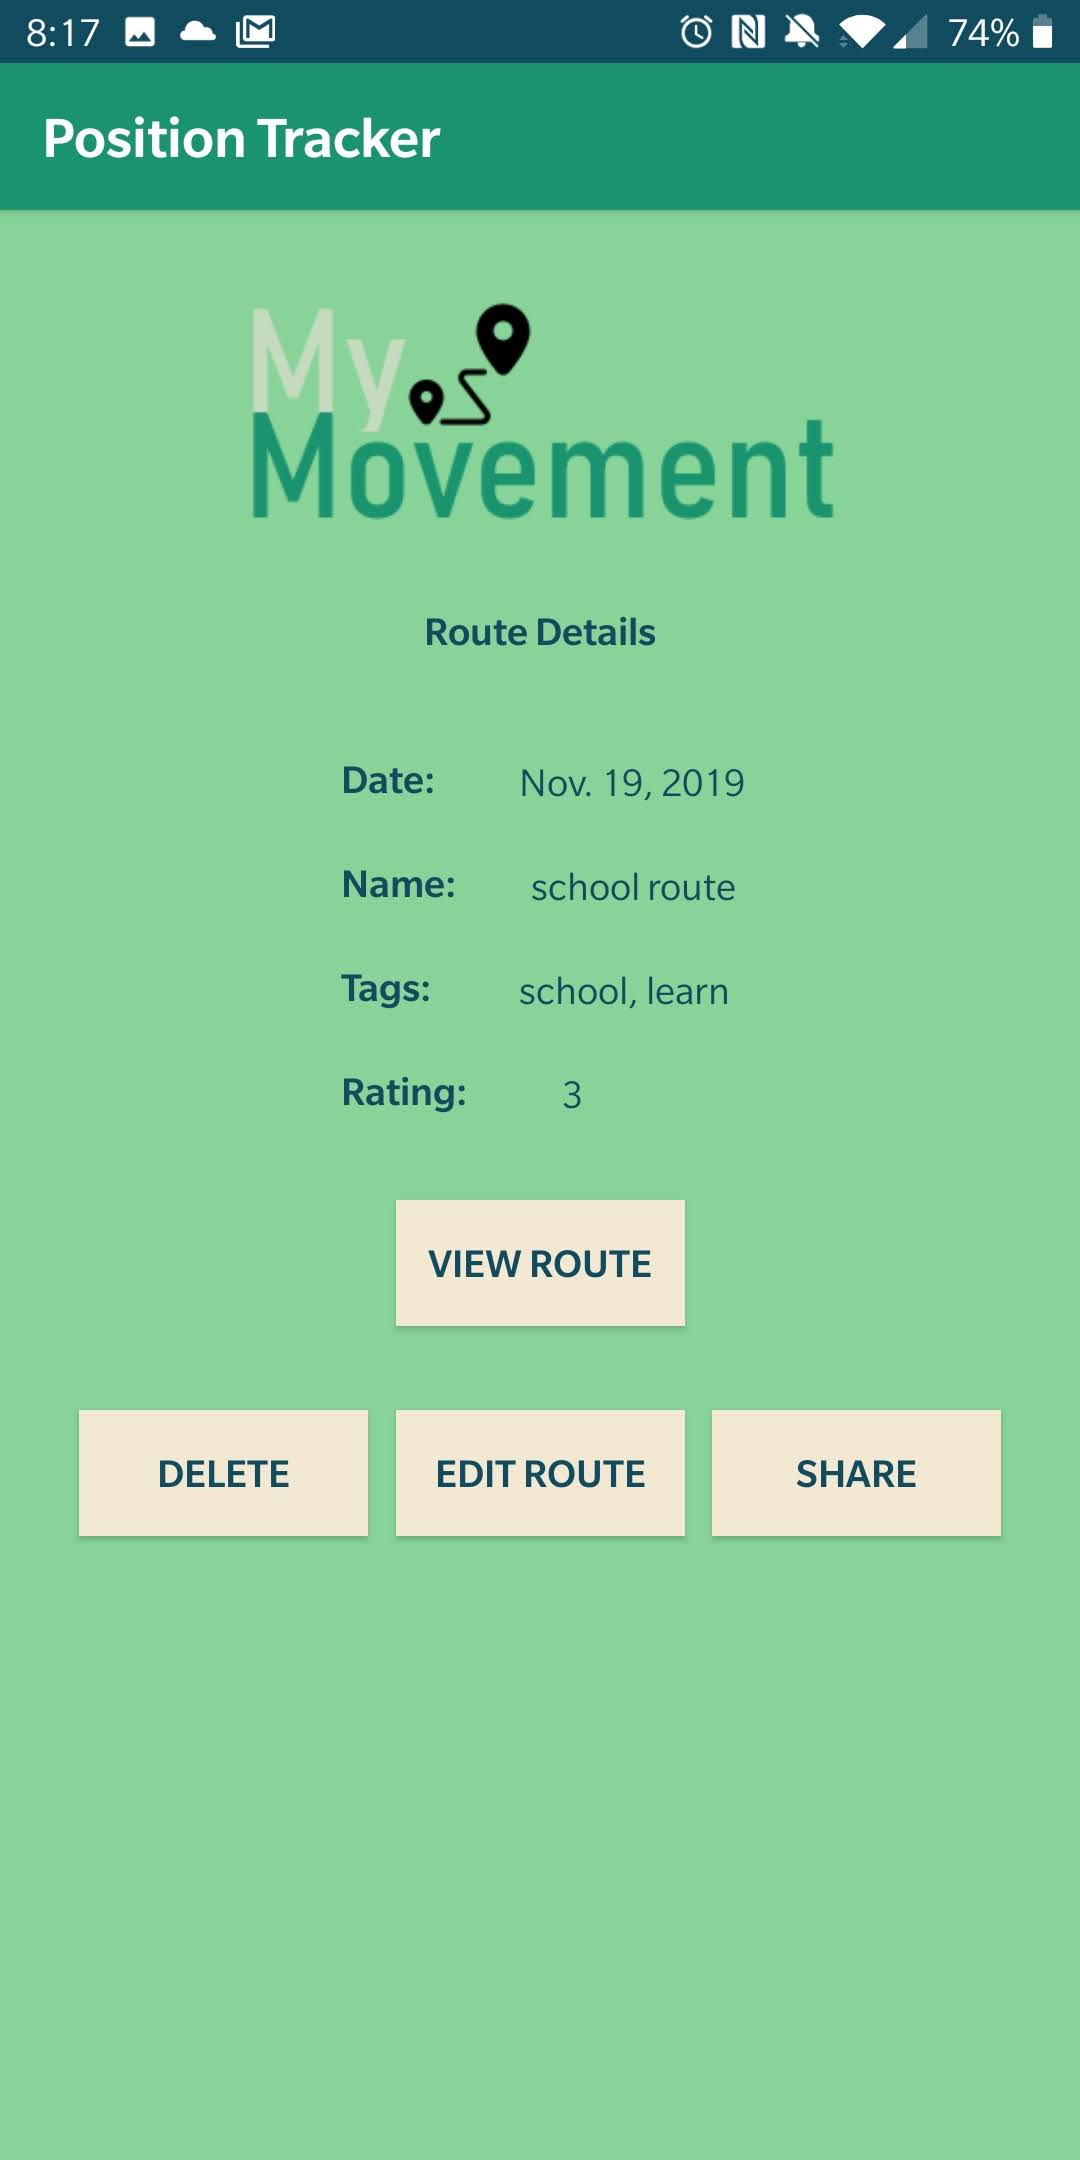 8:17 74%
Position Tracker
My
Movement
Route Details
Date: Nov. 19, 2019
Name: school route
Tags: school, learn
Rating: 3
VIEW ROUTE
DELETE EDIT ROUTE SHARE